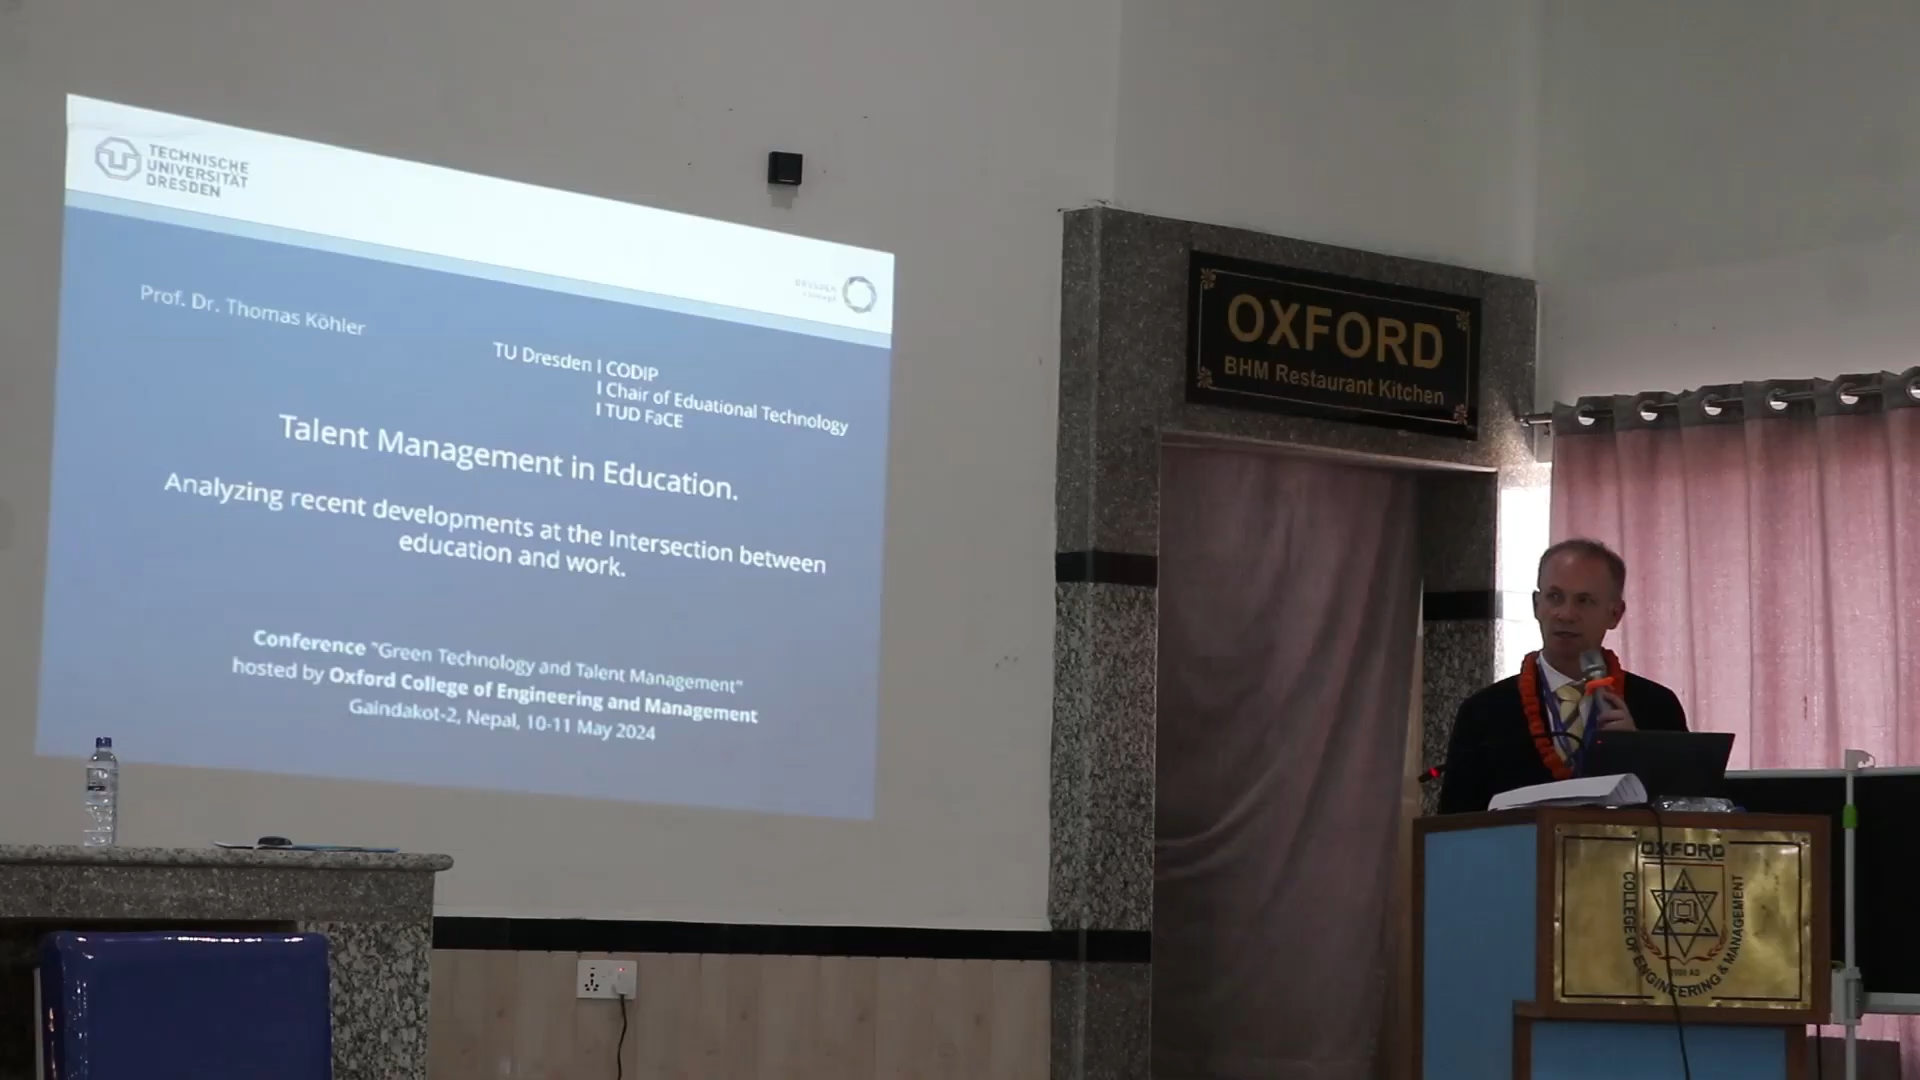 TECHNISCHE
UNIVERSITÄT
DRESDEN
DRESDEN
concept
Prof. Dr. Thomas Köhler
TU Dresden I CODIP
I Chair of Eduational Technology
I TUD FaCE
Talent Management in Education.
Analyzing recent developments at the Intersection between
education and work.
Conference "Green Technology and Talent Management"
hosted by Oxford College of Engineering and Management
Gaindakot-2, Nepal, 10-11 May 2024
OXFORD
BHM Restaurant Kitchen
OXFORD
COLLEGE OF ENGINEERING & MANAGEMENT